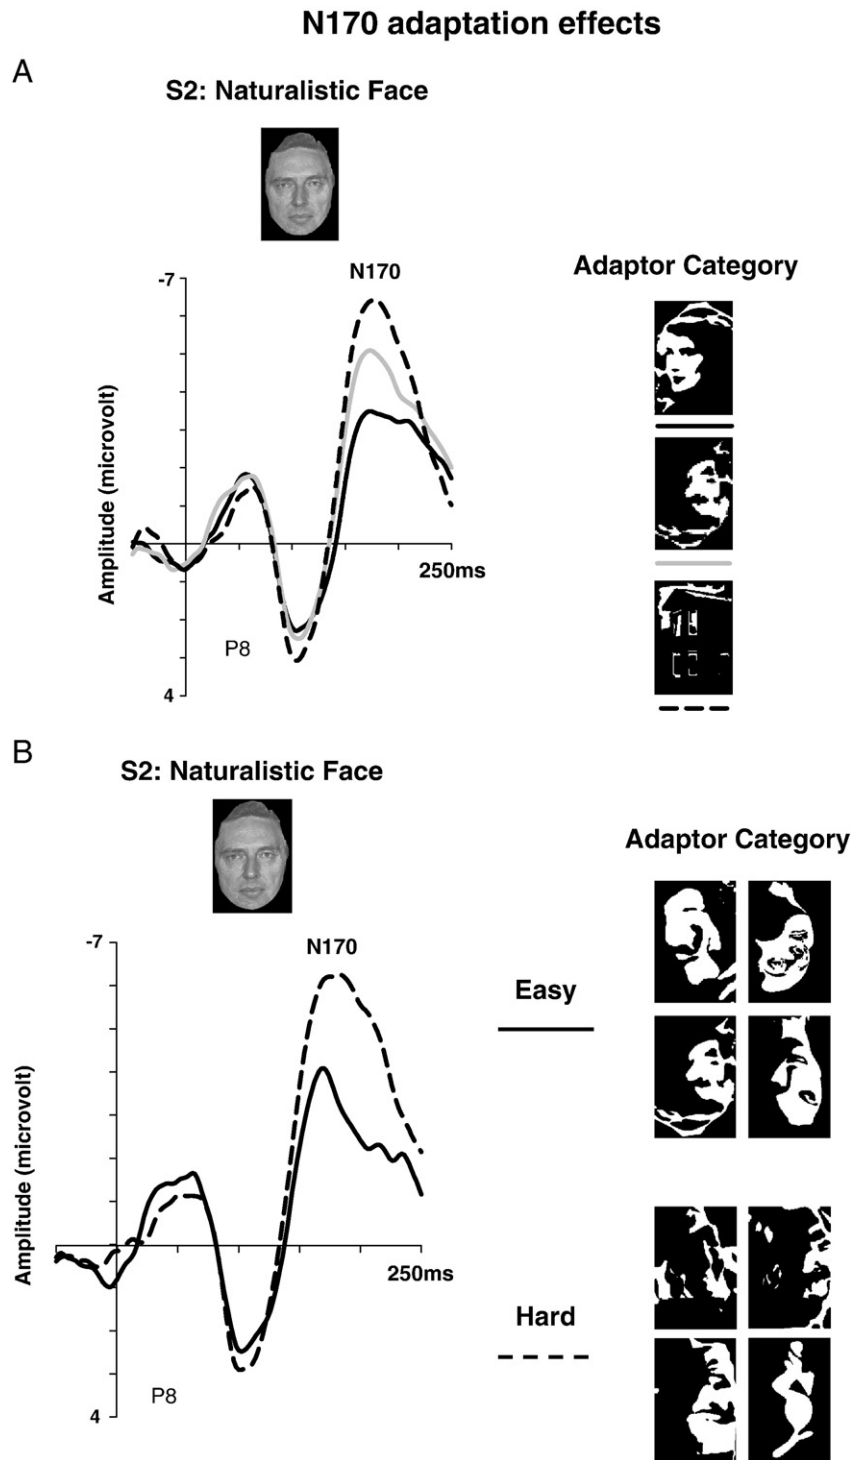 N170 adaptation effects
A
S2: Naturalistic Face
N170
Adaptor Category
-7
Amplitude (microvolt)
250ms
P8
4
B
S2: Naturalistic Face
Adaptor Category
N170
-7
Easy
Amplitude (microvolt)
250ms
Hard
P8
4